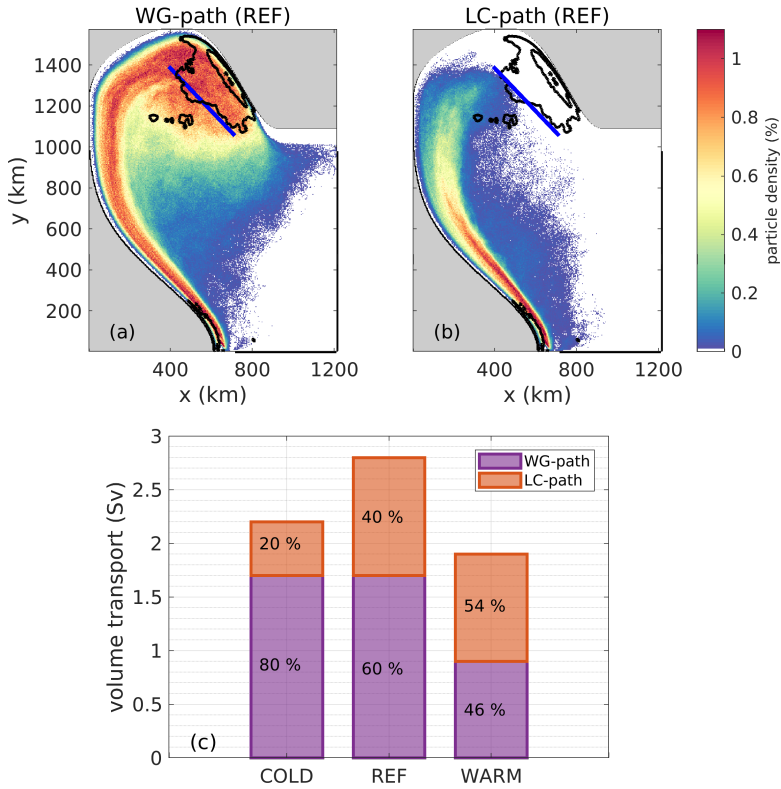 WG-path (REF)
LC-path (REF)
1400
1200
1000
800
600
400
200
y (km)
(a)
400
800
1200
x (km)
(b)
400
800
1200
x (km)
1
0.8
0.6
0.4
0.2
0
particle density (%)
3
2.5
2
1.5
1
0.5
0
volume transport (Sv)
WG-path
LC-path
20 %
80 %
40 %
60 %
54 %
46 %
(c)
COLD
REF
WARM